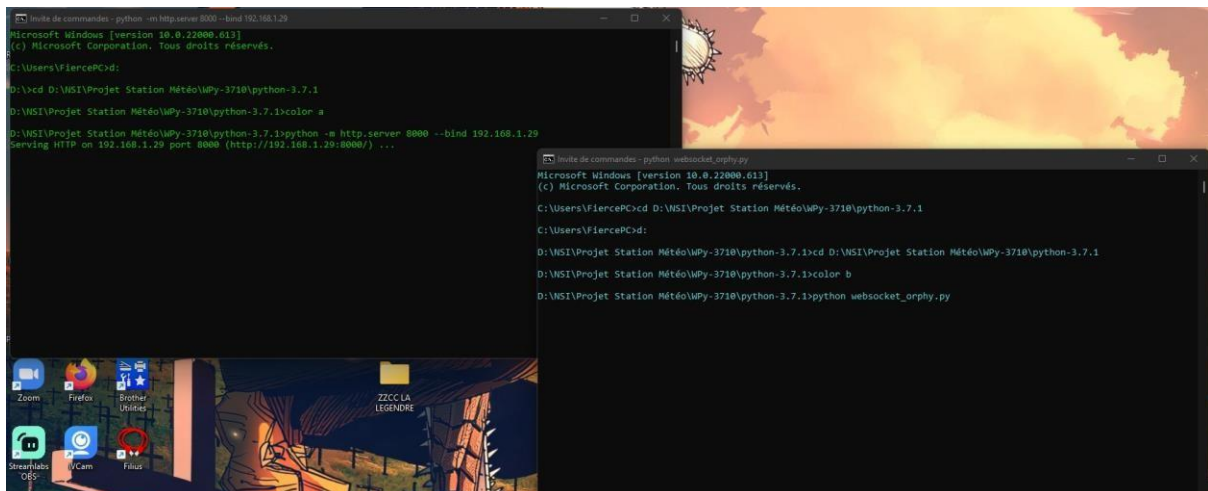 Invite de commandes - python -m http.server 8000 --bind 192.168.1.29
Microsoft Windows [version 10.0.22000.613]
(c) Microsoft Corporation. Tous droits réservés.
C:\Users\FiercePC>d:
D:\>cd D:\NSI\Projet Station Météo\WPy-3710\python-3.7.1
D:\NSI\Projet Station Météo\WPy-3710\python-3.7.1>color a
D:\NSI\Projet Station Météo\WPy-3710\python-3.7.1>python -m http.server 8000 --bind 192.168.1.29
Serving HTTP on 192.168.1.29 port 8000 (http://192.168.1.29:8000/) ...
Invite de commandes - python websocket_orphy.py
Microsoft Windows [version 10.0.22000.613]
(c) Microsoft Corporation. Tous droits réservés.
C:\Users\FiercePC>cd D:\NSI\Projet Station Météo\WPy-3710\python-3.7.1
C:\Users\FiercePC>d:
D:\NSI\Projet Station Météo\WPy-3710\python-3.7.1>cd D:\NSI\Projet Station Météo\WPy-3710\python-3.7.1
D:\NSI\Projet Station Météo\WPy-3710\python-3.7.1>color b
D:\NSI\Projet Station Météo\WPy-3710\python-3.7.1>python websocket_orphy.py
Zoom
Firefox
Brother
Utilities
ZZCC LA
LEGENDRE
Streamlabs
OBS
iVCam
Filius